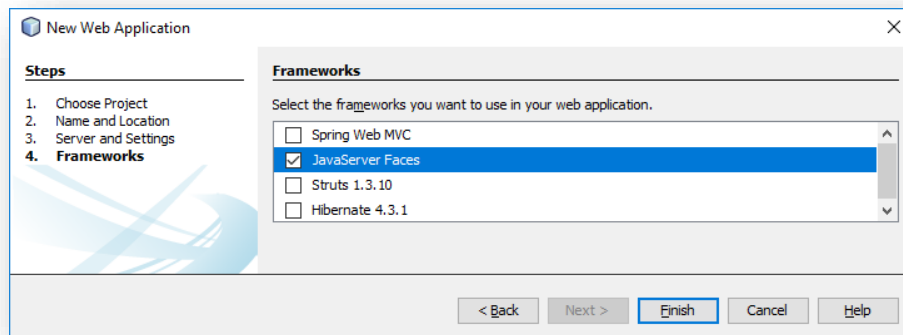 New Web Application
Steps
1. Choose Project
2. Name and Location
3. Server and Settings
4. Frameworks
Frameworks
Select the frameworks you want to use in your web application.
Spring Web MVC
JavaServer Faces
Struts 1.3.10
Hibernate 4.3.1
< Back Next > Finish Cancel Help